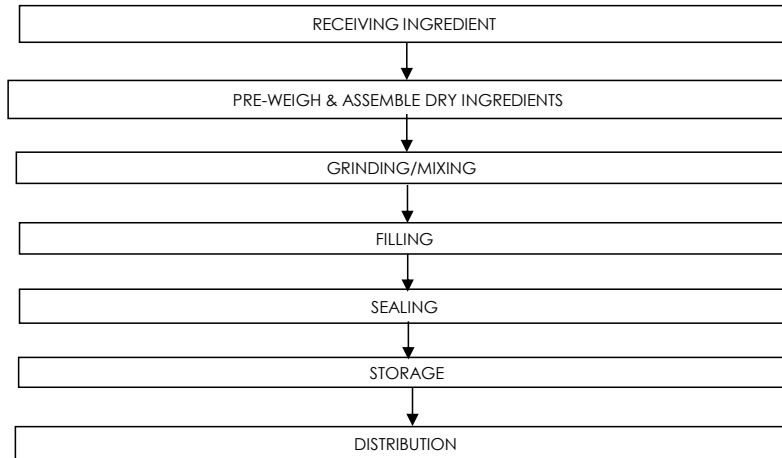 RECEIVING INGREDIENT
PRE-WEIGH & ASSEMBLE DRY INGREDIENTS
GRINDING/MIXING
FILLING
SEALING
STORAGE
DISTRIBUTION